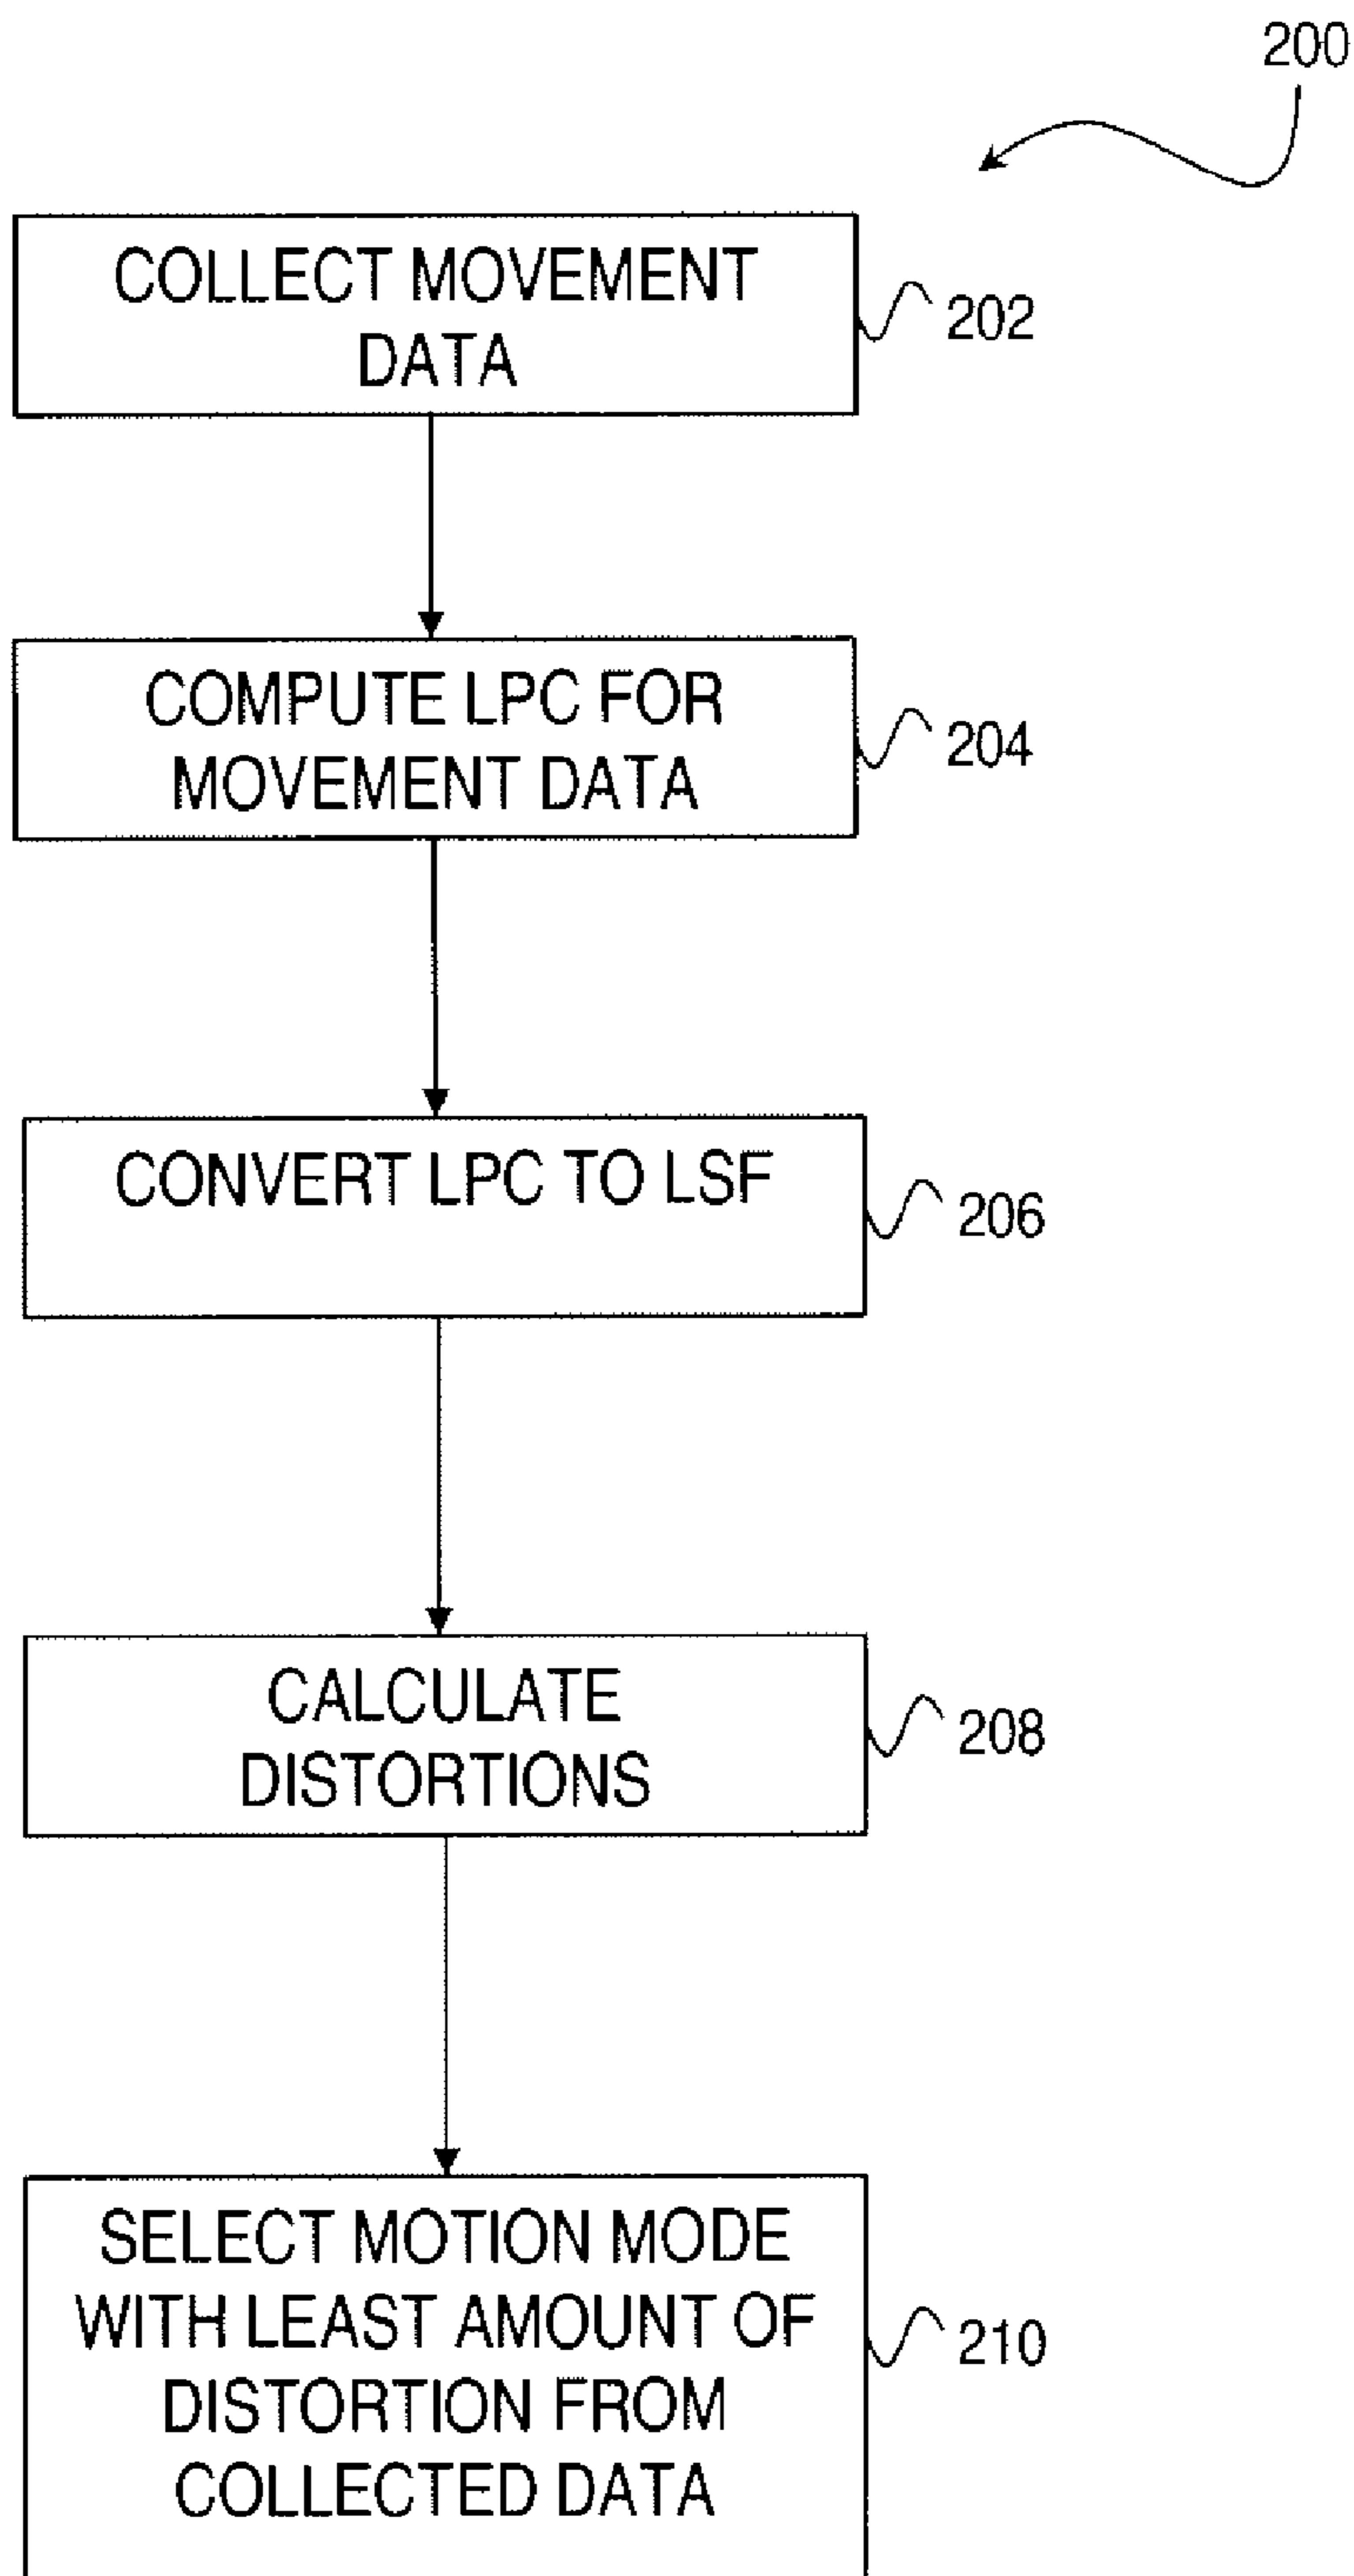 200
COLLECT MOVEMENT
DATA
202
COMPUTE LPC FOR
MOVEMENT DATA
204
CONVERT LPC TO LSF
206
CALCULATE
DISTORTIONS
208
SELECT MOTION MODE
WITH LEAST AMOUNT OF
DISTORTION FROM
COLLECTED DATA
210